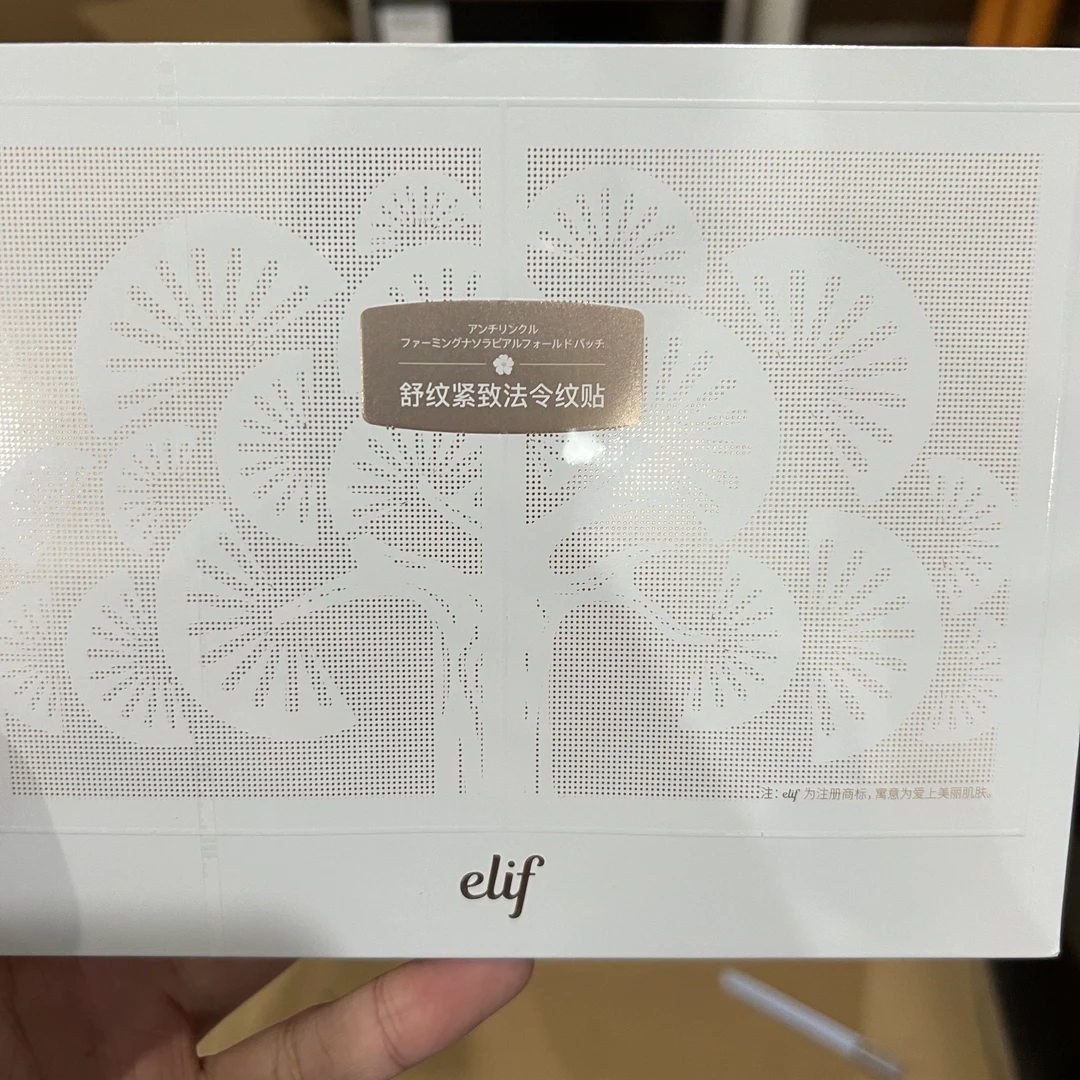 アンチリンクル
ファーミングナソラビアルフォールドパッチ
舒纹紧致法令纹贴
注：elif 为注册商标，寓意为爱上美丽肌肤。
elif